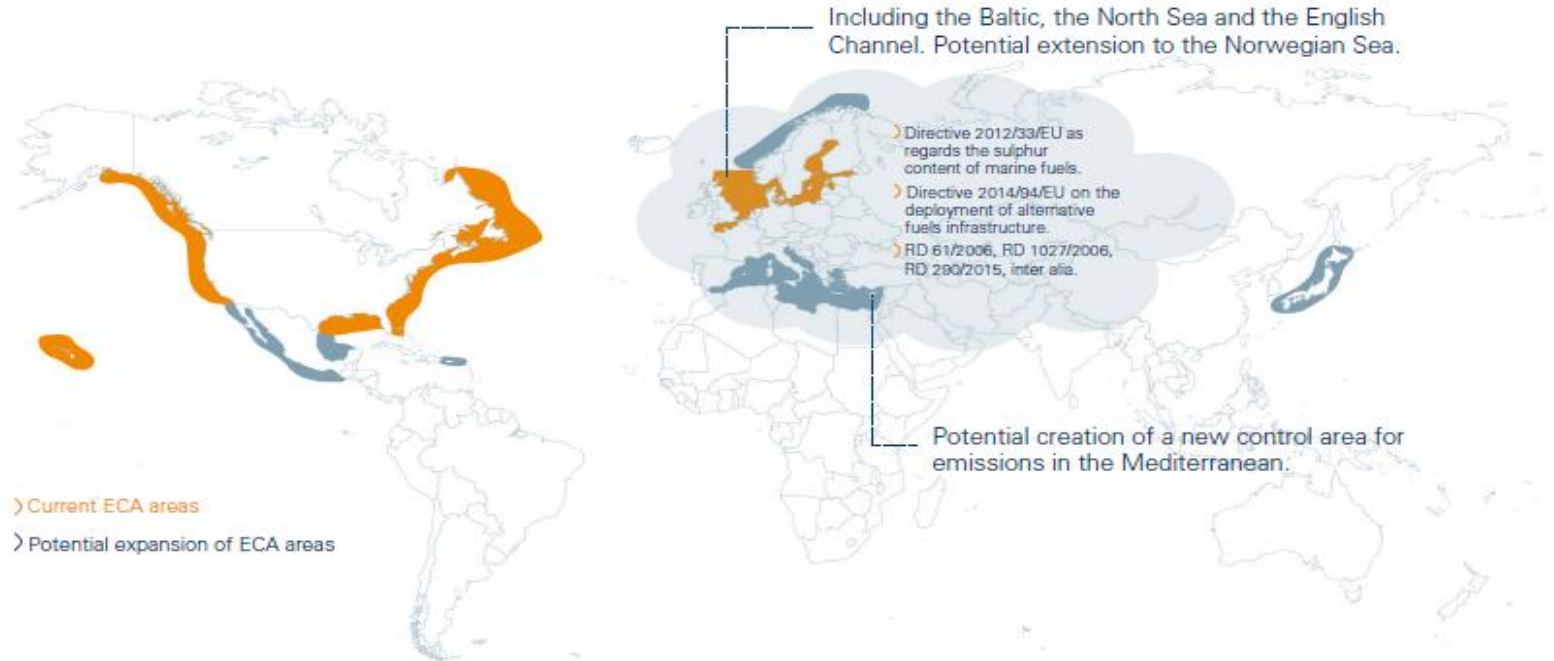 Including the Baltic, the North Sea and the English
Channel. Potential extension to the Norwegian Sea.
Directive 2012/33/EU as
regards the sulphur
content of marine fuels.
Directive 2014/94/EU on the
deployment of alternative
fuels infrastructure.
RD 61/2006, RD 1027/2006,
RD 290/2015, inter alia.
Potential creation of a new control area for
emissions in the Mediterranean.
Current ECA areas
Potential expansion of ECA areas